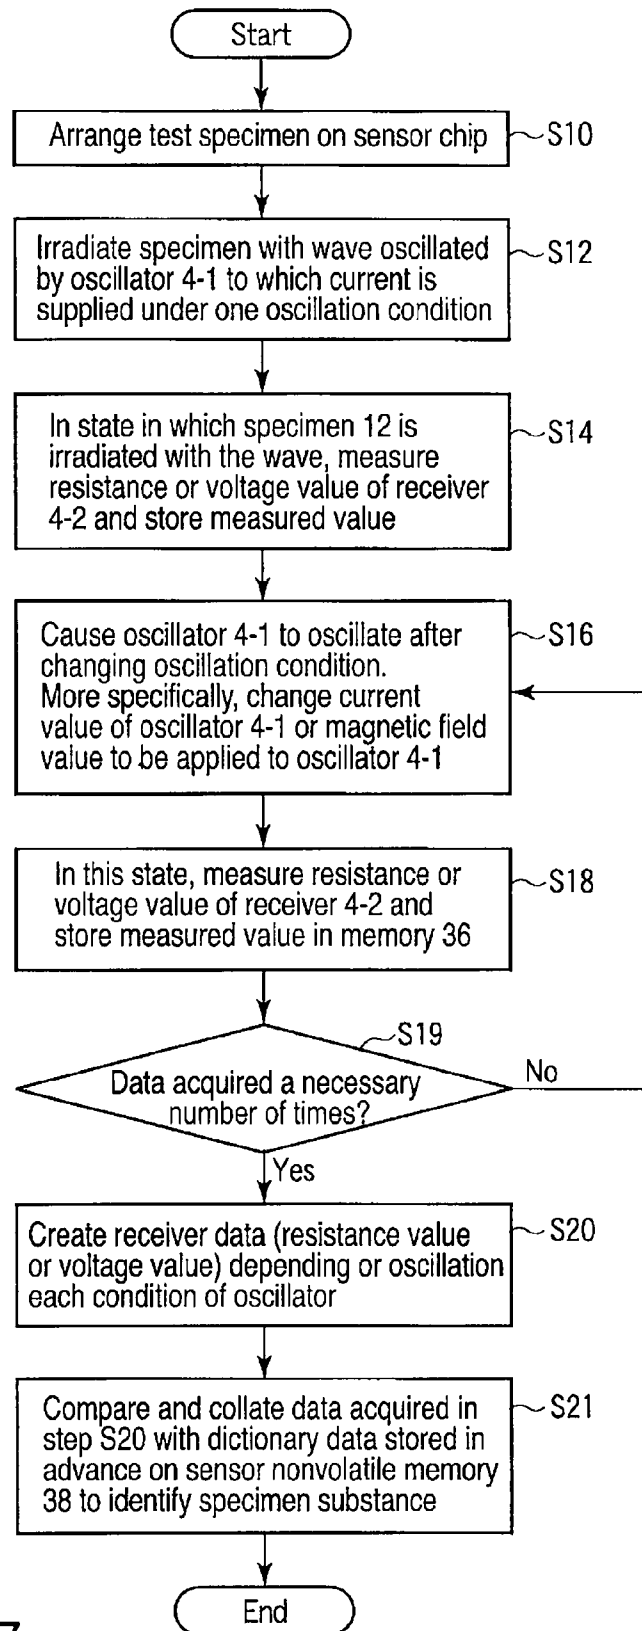 Start
Arrange test specimen on sensor chip
S10
Irradiate specimen with wave oscillated
by oscillator 4-1 to which current is
supplied under one oscillation condition
S12
In state in which specimen 12 is
irradiated with the wave, measure
resistance or voltage value of receiver
4-2 and store measured value
S14
Cause oscillator 4-1 to oscillate after
changing oscillation condition.
More specifically, change current
value of oscillator 4-1 or magnetic field
value to be applied to oscillator 4-1
S16
In this state, measure resistance or
voltage value of receiver 4-2 and
store measured value in memory 36
S18
S19
Data acquired a necessary
number of times?
No
Yes
Create receiver data (resistance value
or voltage value) depending or oscillation
each condition of oscillator
S20
Compare and collate data acquired in
step S20 with dictionary data stored in
advance on sensor nonvolatile memory
38 to identify specimen substance
S21
End